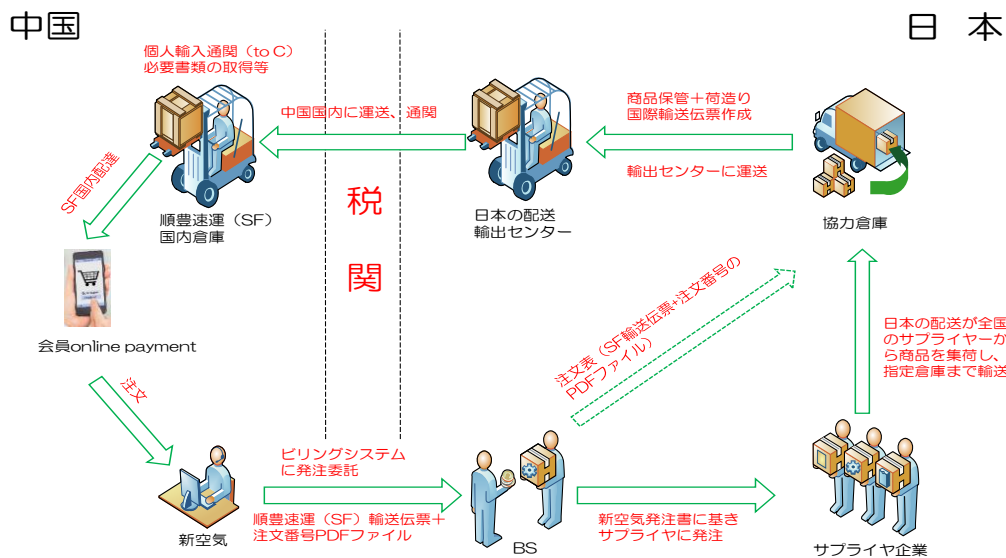 中国
日 本
個人輸入通関（to C）
必要書類の取得等
中国国内に運送、通関
商品保管＋荷造り
国際輸送伝票作成
輸出センターに運送
SF国内配達
順豊速運（SF）
国内倉庫
税
関
日本の配送
輸出センター
協力倉庫
会員online payment
注文表（SF輸送伝票+注文番号の
PDFファイル）
日本の配送が全国
のサプライヤーか
ら商品を集荷し、
指定倉庫まで輸送
注文
ビリングシステム
に発注委託
順豊速運（SF）輸送伝票＋
注文番号PDFファイル
新空気発注書に基き
サプライヤに発注
新空気
BS
サプライヤ企業